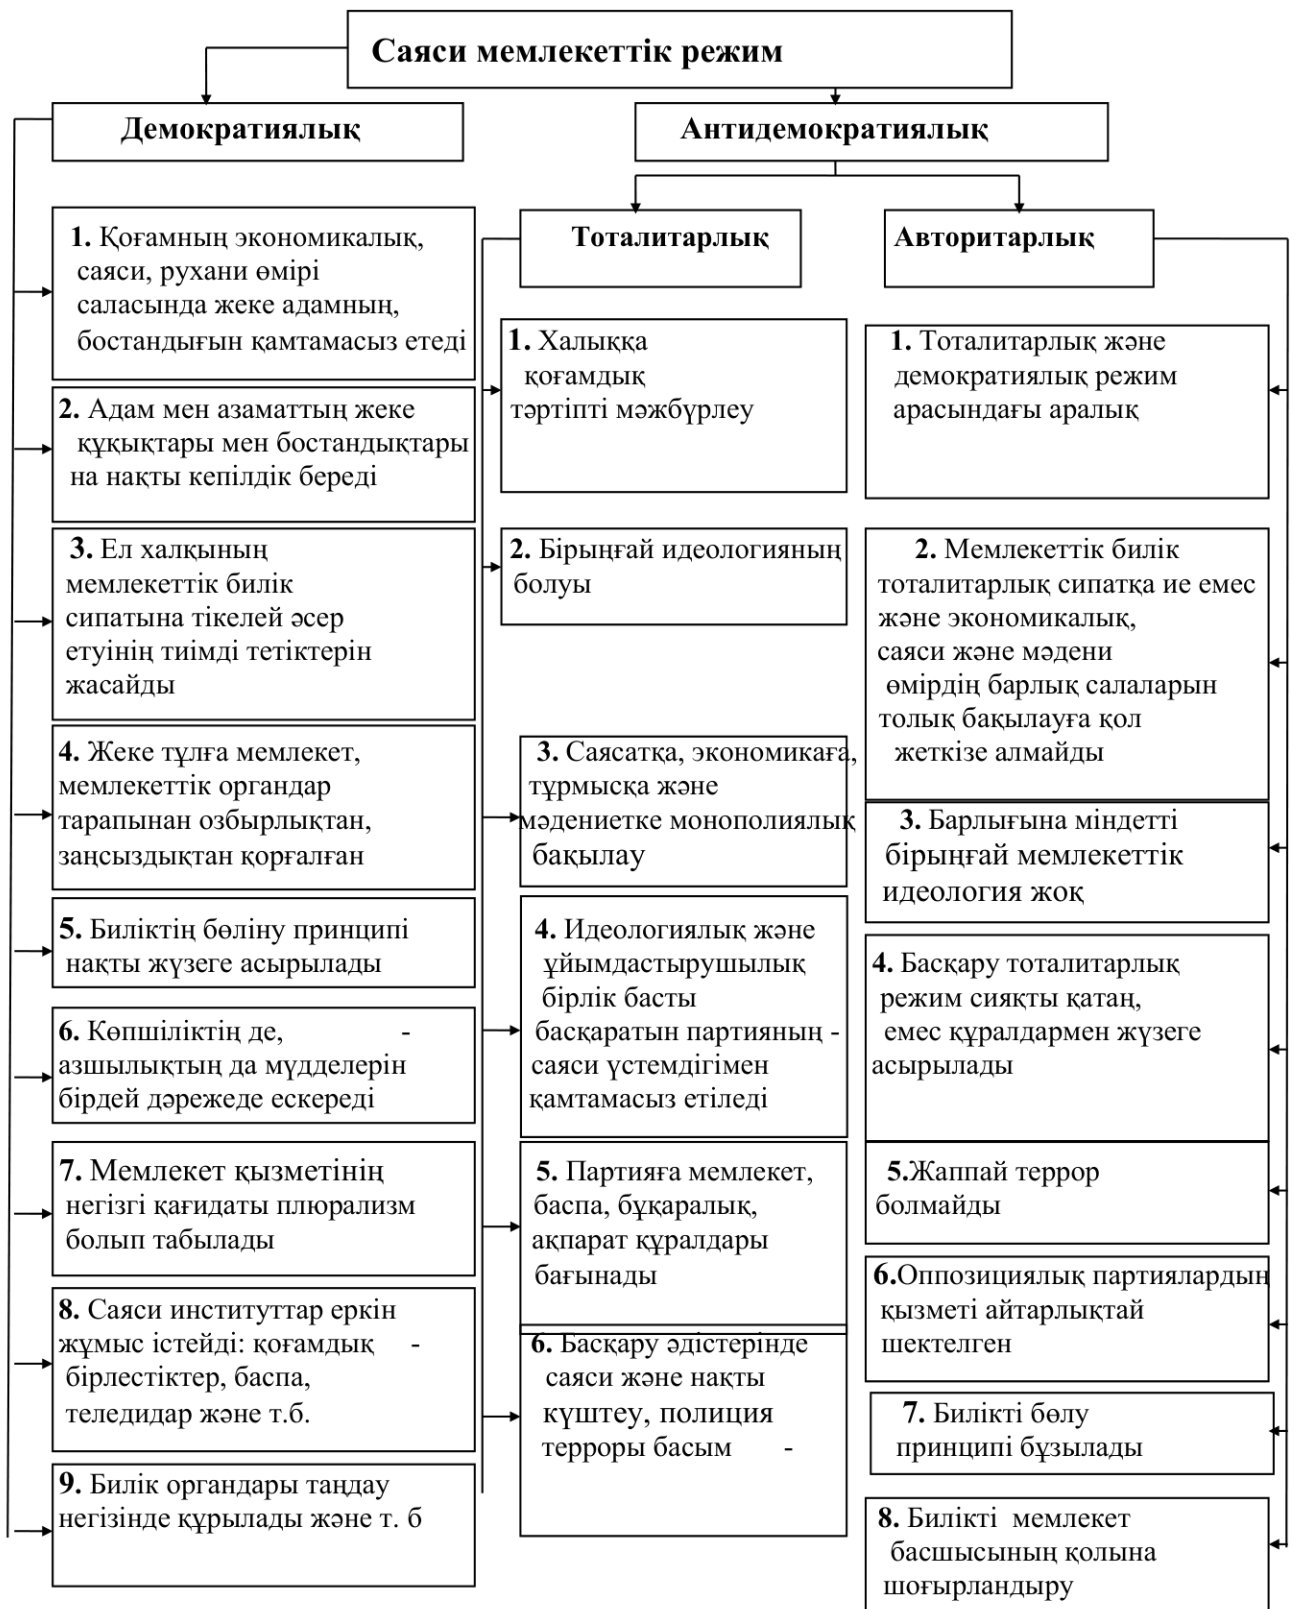 Саяси мемлекеттік режим
Демократиялық
Антидемократиялық
Тоталитарлық
Авторитарлық
1. Қоғамның экономикалық,
саяси, рухани өмірі
саласында жеке адамның,
бостандығын қамтамасыз етеді
2. Адам мен азаматтың жеке
құқықтары мен бостандықтары
на нақты кепілдік береді
3. Ел халқының
мемлекеттік билік
сипатына тікелей әсер
етуінің тиімді тетіктерін
жасайды
4. Жеке тұлға мемлекет,
мемлекеттік органдар
тарапынан озбырлықтан,
заңсыздықтан қорғалған
5. Биліктің бөліну принципі
нақты жүзеге асырылады
6. Көпшіліктің де, -
азшылықтың да мүдделерін
бірдей дәрежеде ескереді
7. Мемлекет қызметінің
негізгі қағидаты плюрализм
болып табылады
8. Саяси институттар еркін
жұмыс істейді: қоғамдық -
бірлестіктер, баспа,
теледидар және т.б.
9. Билік органдары таңдау
негізінде құрылады және т. б
1. Халыққа
қоғамдық
тәртіпті мәжбүрлеу
2. Бірыңғай идеологияның
болуы
3. Саясатқа, экономикаға,
тұрмысқа және
мәдениетке монополиялық
бақылау
4. Идеологиялық және
ұйымдастырушылық
бірлік басты
басқаратын партияның -
саяси үстемдігімен
қамтамасыз етіледі
5. Партияға мемлекет,
баспа, бұқаралық,
ақпарат құралдары
бағынады
6. Басқару әдістерінде
саяси және нақты
күштеу, полиция
терроры басым -
1. Тоталитарлық және
демократиялық режим
арасындағы аралық
2. Мемлекеттік билік
тоталитарлық сипатқа ие емес
және экономикалық,
саяси және мәдени
өмірдің барлық салаларын
толық бақылауға қол
жеткізе алмайды
3. Барлығына міндетті
бірыңғай мемлекеттік
идеология жоқ
4. Басқару тоталитарлық
режим сияқты қатаң,
емес құралдармен жүзеге
асырылады
5.Жаппай террор
болмайды
6.Оппозициялық партиялардың
қызметі айтарлықтай
шектелген
7. Билікті бөлу
принципі бұзылады
8. Билікті мемлекет
басшысының қолына
шоғырландыру